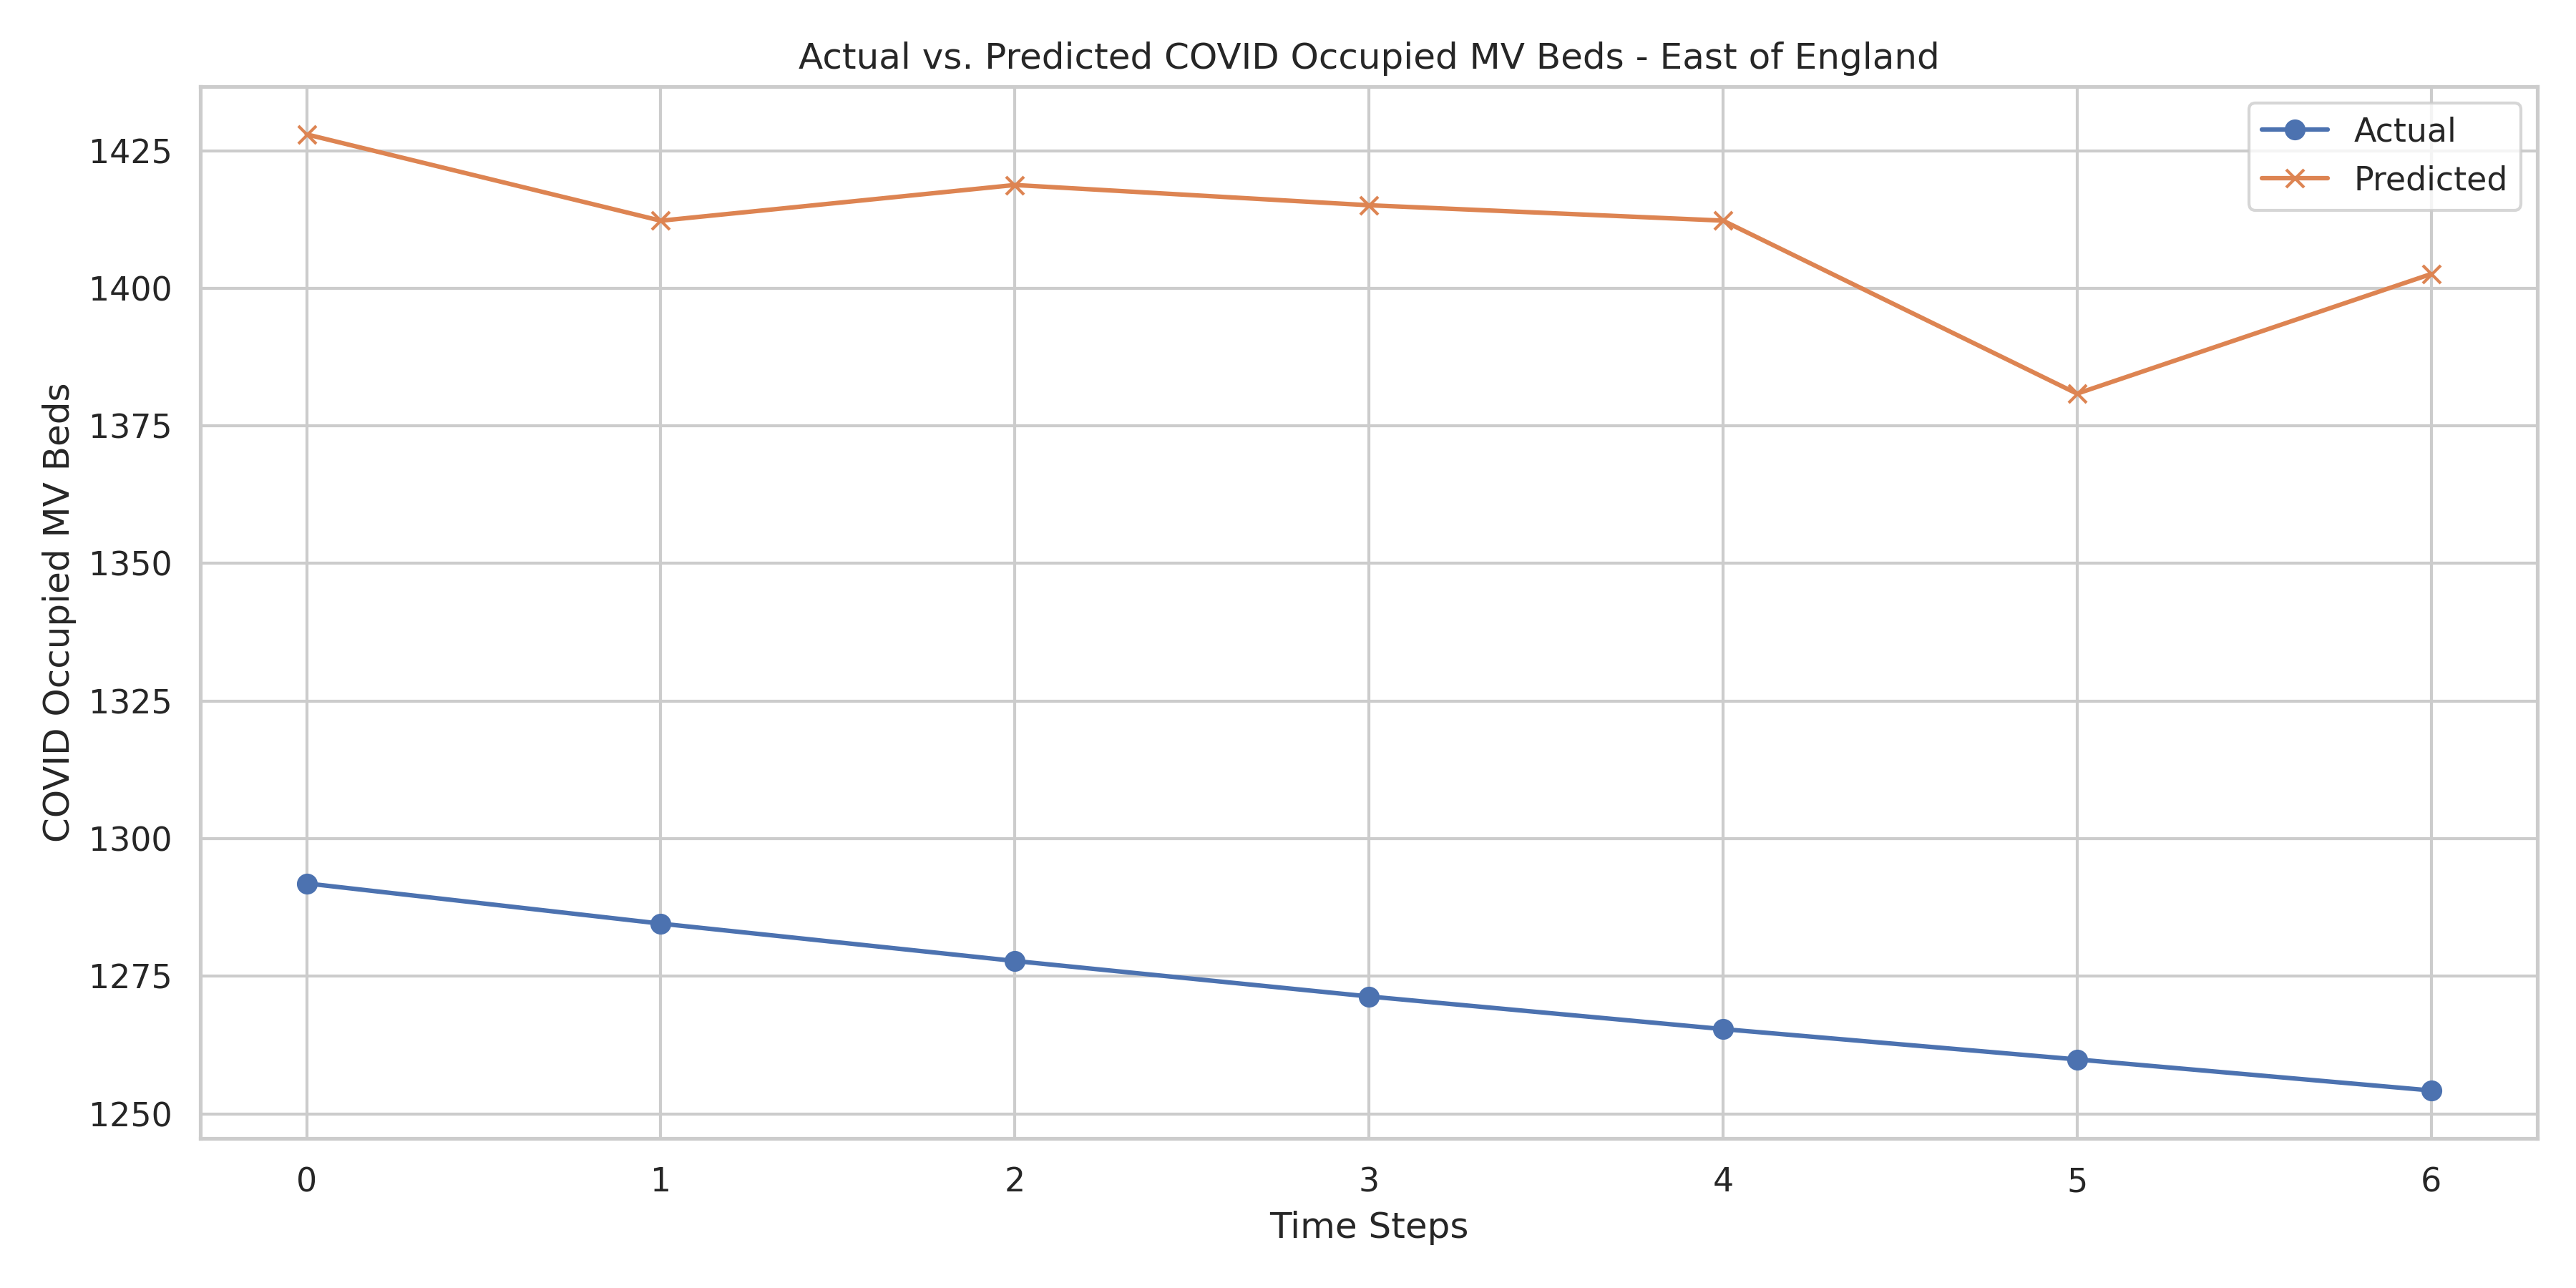 Actual vs. Predicted COVID Occupied MV Beds - East of England
Actual
Predicted
COVID Occupied MV Beds
1425
1400
1375
1350
1325
1300
1275
1250
0 1 2 3 4 5 6
Time Steps